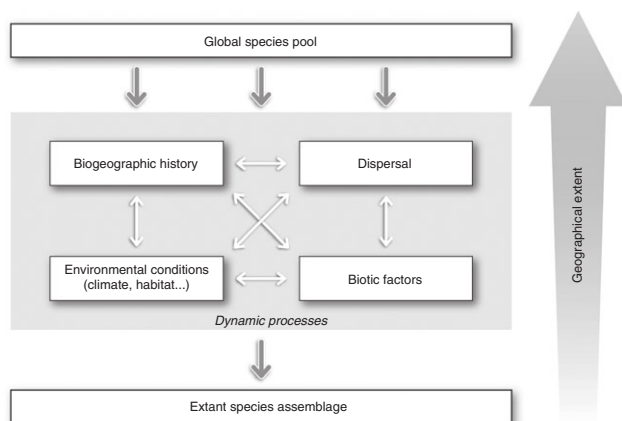 Global species pool
Biogeographic history
Dispersal
Environmental conditions
(climate, habitat...)
Biotic factors
Dynamic processes
Extant species assemblage
Geographical extent